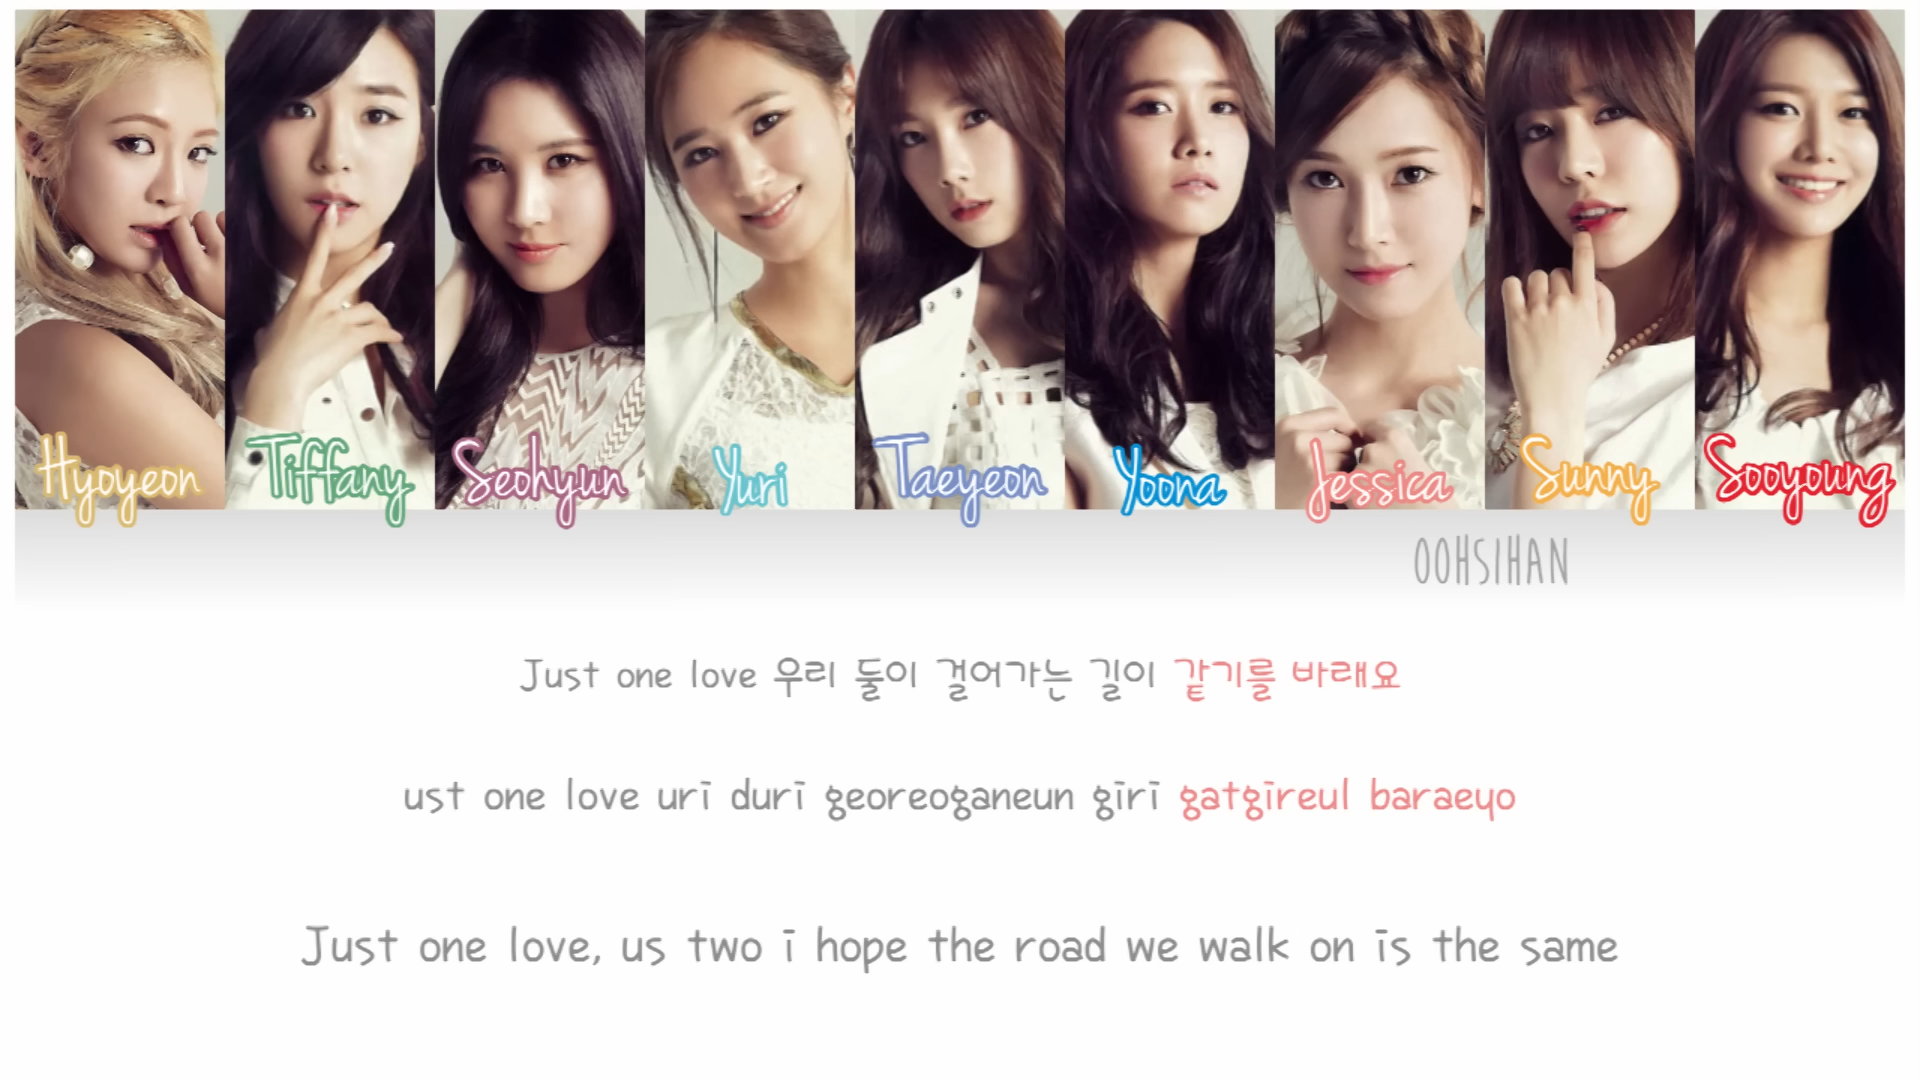 Hyoyeon Tiffany Seohyun Yuri Taeyeon Yoona Jessica Sunny Sooyoung
OOHSIHAN
Just one love 우리 둘이 걸어가는 길이 같기를 바래요
ust one love uri duri georeoganeun giri gatgireul baraeyo
Just one love, us two i hope the road we walk on is the same